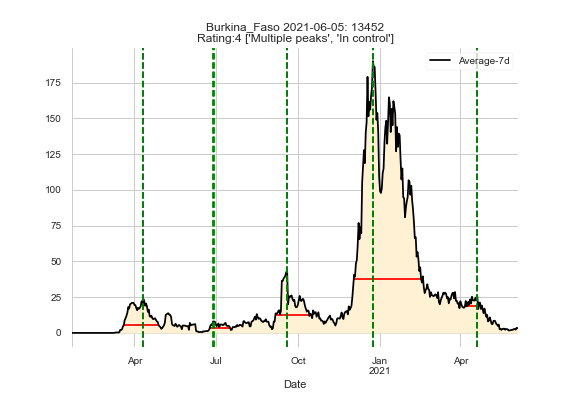 Burkina_Faso 2021-06-05: 13452
Rating:4 ['Multiple peaks', 'In control']
Average-7d
175
150
125
100
75
50
25
0
Apr
Jul
Oct
Jan
2021
Apr
Date